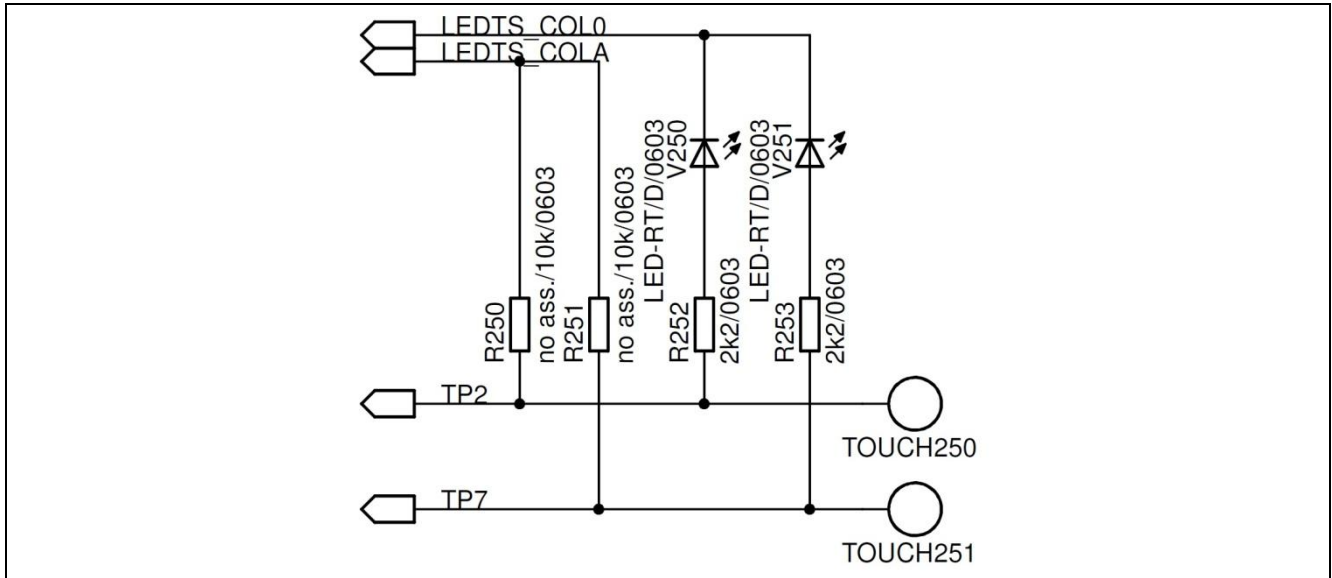 LEDTS_COL0
LEDTS_COLA
R250
no ass./10k/0603
R251
no ass./10k/0603
LED-RT/D/0603
V250
R252
2k2/0603
LED-RT/D/0603
V251
R253
2k2/0603
TP2
TOUCH250
TP7
TOUCH251